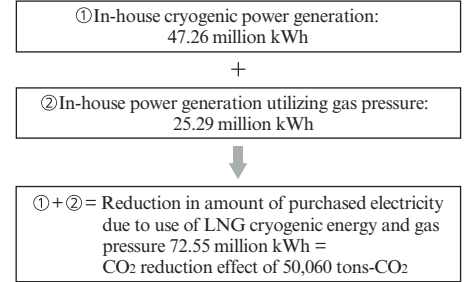 ①In-house cryogenic power generation:
47.26 million kWh
+
②In-house power generation utilizing gas pressure:
25.29 million kWh
①+②= Reduction in amount of purchased electricity
due to use of LNG cryogenic energy and gas
pressure 72.55 million kWh =
CO2 reduction effect of 50,060 tons-CO2